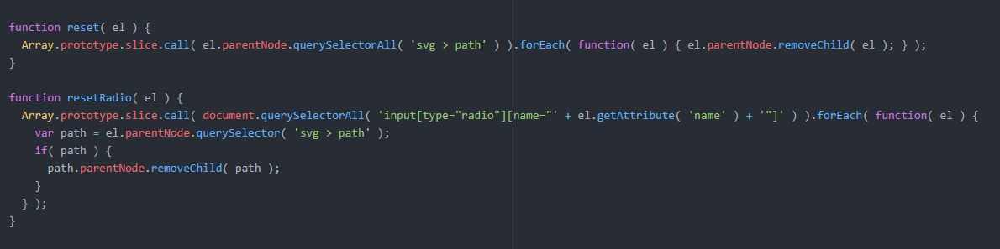 function reset( el ) {
  Array.prototype.slice.call( el.parentNode.querySelectorAll( 'svg > path' ) ).forEach( function( el ) { el.parentNode.removeChild( el ); } );
}

function resetRadio( el ) {
  Array.prototype.slice.call( document.querySelectorAll( 'input[type="radio"][name="' + el.getAttribute( 'name' ) + '"]' ) ).forEach( function( el ) {
    var path = el.parentNode.querySelector( 'svg > path' );
    if( path ) {
      path.parentNode.removeChild( path );
    }
  } );
}